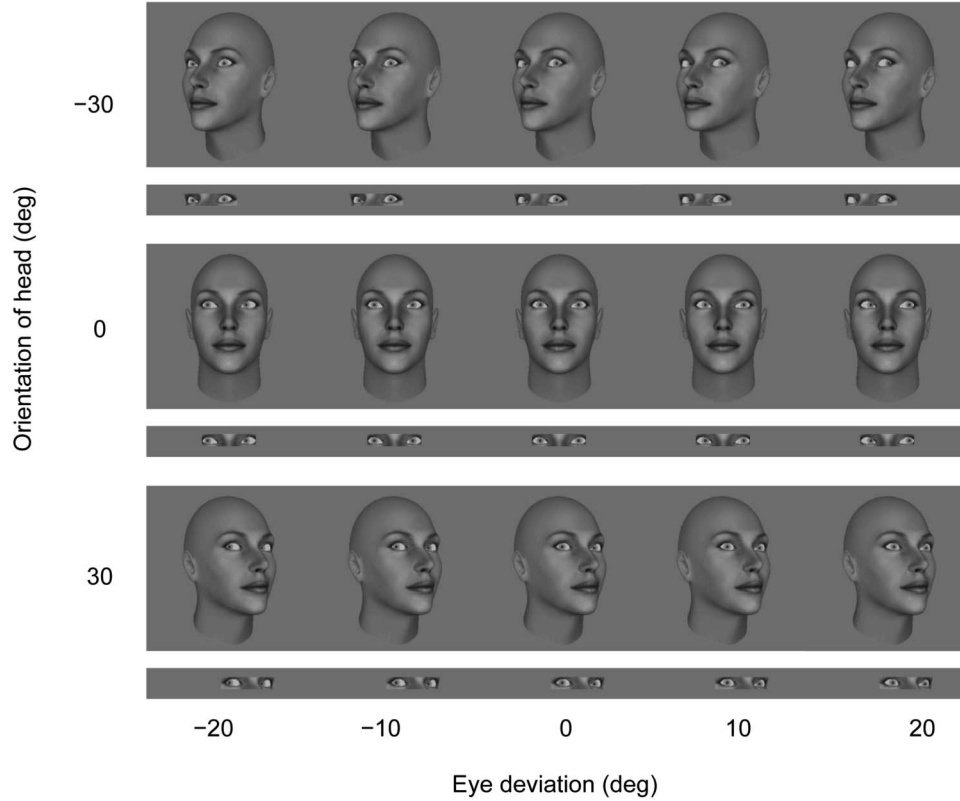 Orientation of head (deg)
−30
0
30
−20 −10 0 10 20
Eye deviation (deg)